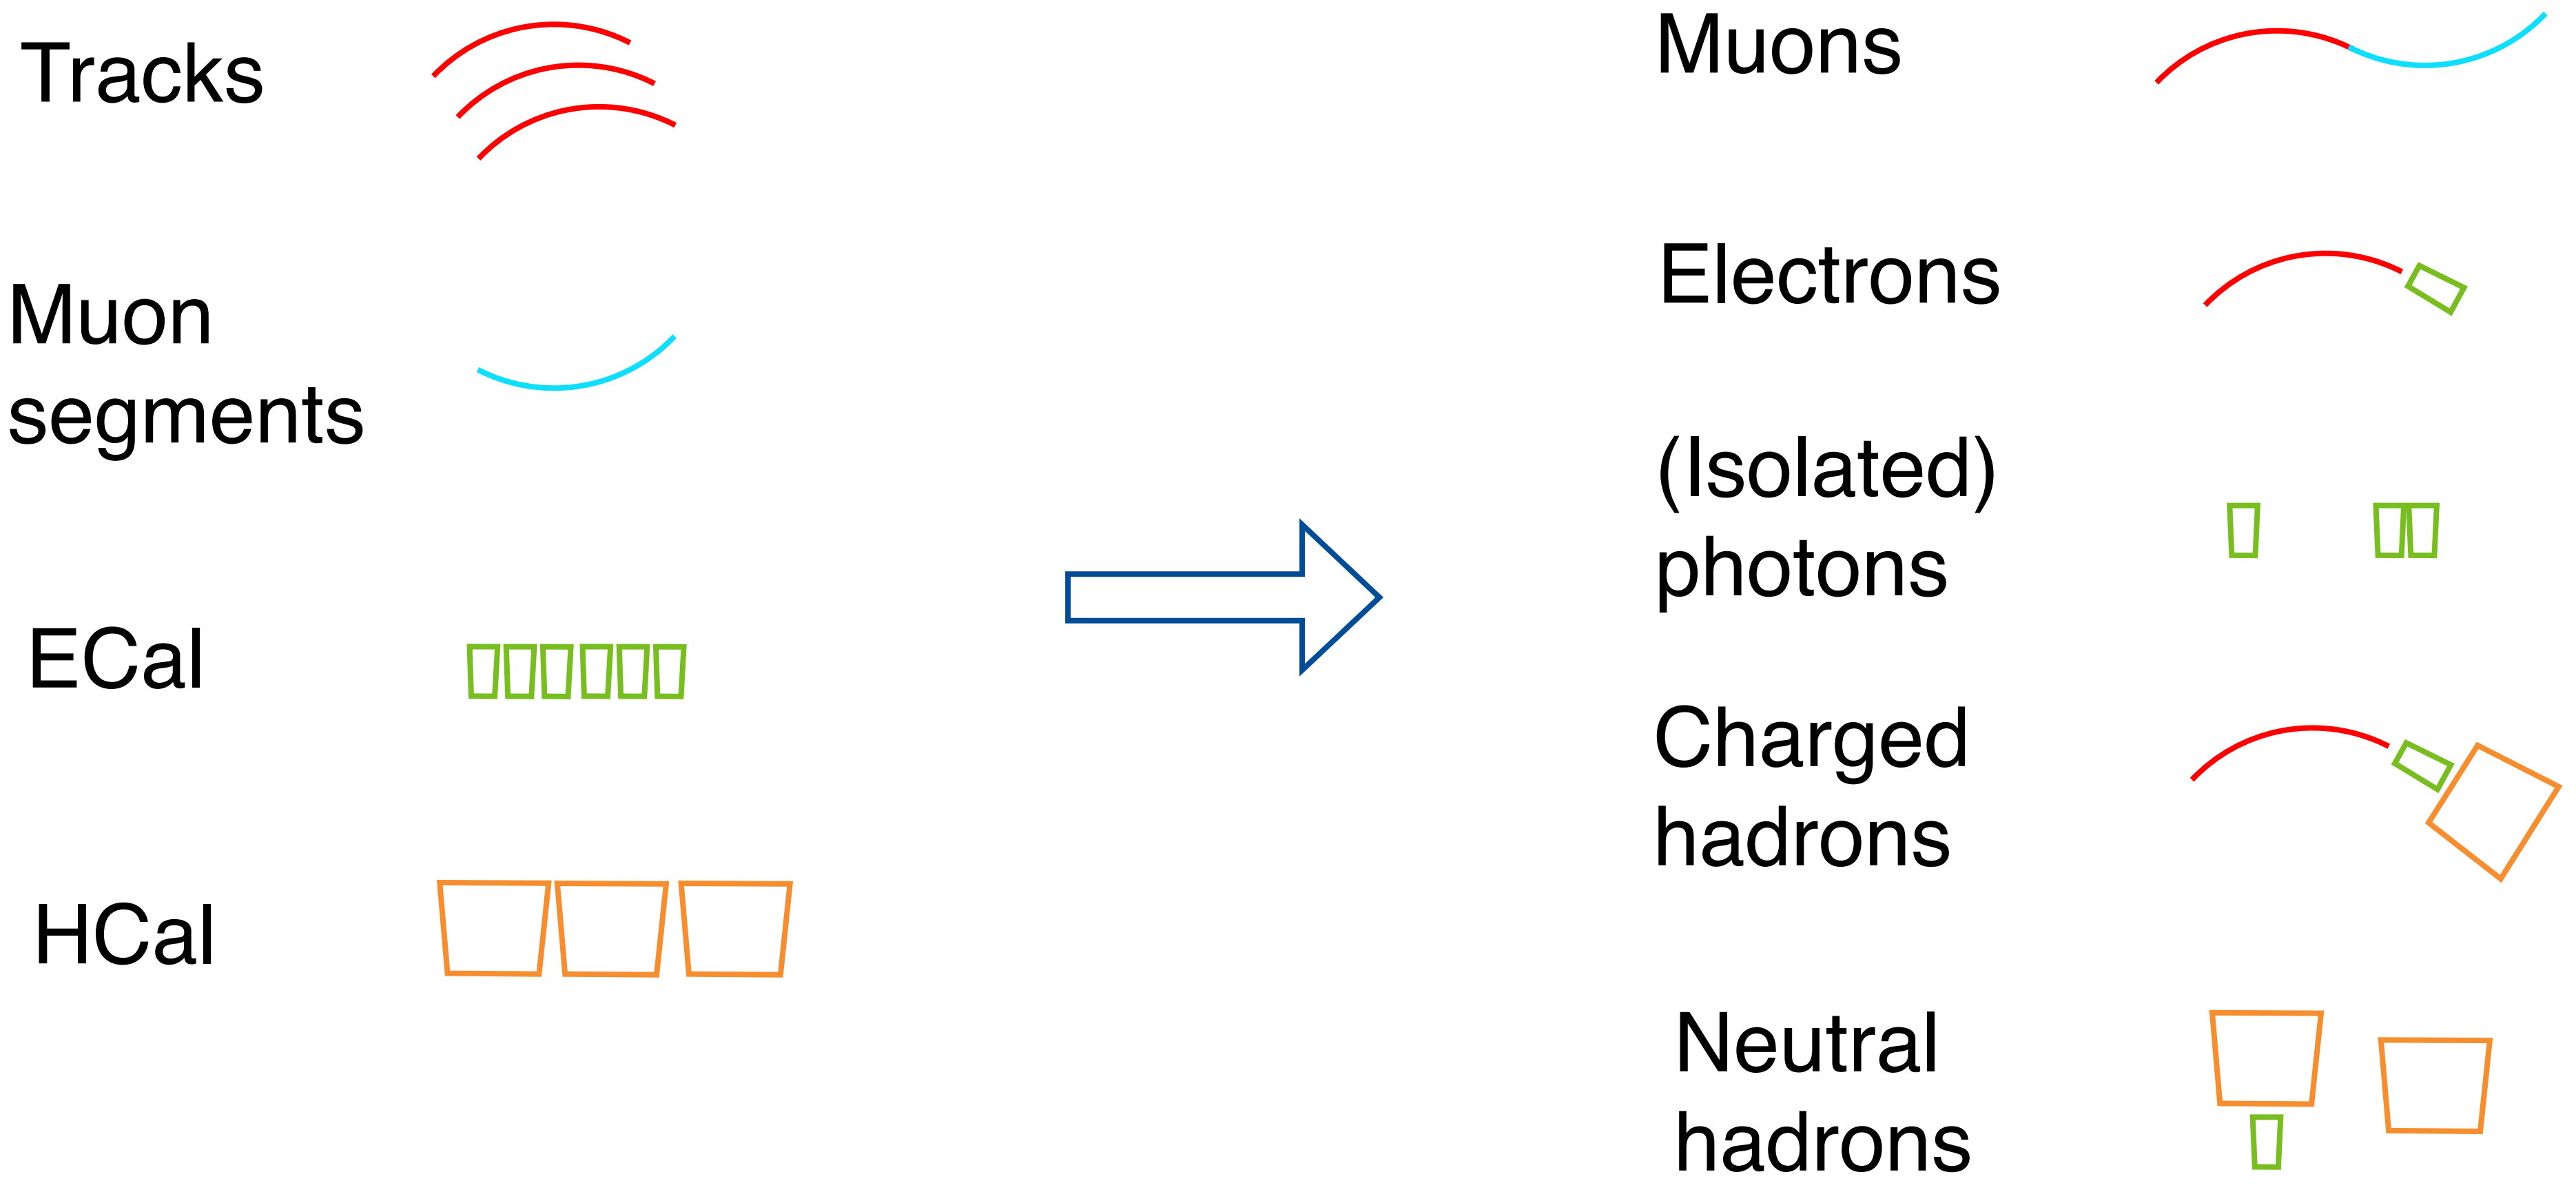 Tracks
Muon
segments
ECal
HCal
Muons
Electrons
(Isolated)
photons
Charged
hadrons
Neutral
hadrons